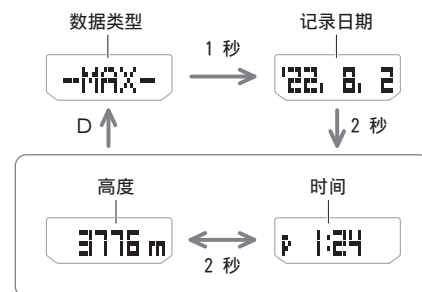 数据类型
记录日期
1 秒
-MAX-
'22. 8. 2
D
2 秒
高度
时间
3776 m
P 1:24
2 秒